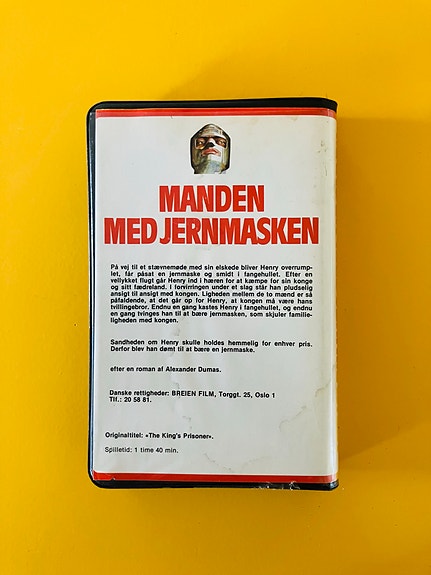 MANDEN
MED JERNMASKEN
På vej til et stævnemøde med sin elskede bliver Henry overrump-
let, får påsat en jernmaske og smidt i fangehullet. Efter en
vellykket flugt går Henry ind i hæren for at kæmpe for sin konge
og sitt fædreland. I forvirringen under et slag står han pludselig
ansigt til ansigt med kongen. Ligheden mellem de to mænd er så
påfaldende, at det går op for Henry, at kongen må være hans
tvillingebror. Endnu en gang kastes Henry i fangehullet, og endnu
en gang tvinges han til at bære jernmasken, som skjuler familie-
ligheden med kongen.
Sandheden om Henry skulle holdes hemmelig for enhver pris.
Derfor blev han dømt til at bære en jernmaske.
efter en roman af Alexander Dumas.
Danske rettigheder: BREIEN FILM, Torggt. 25, Oslo 1
Tlf.: 20 58 81.
Originaltitel: «The King's Prisoner».
Spilletid: 1 time 40 min.